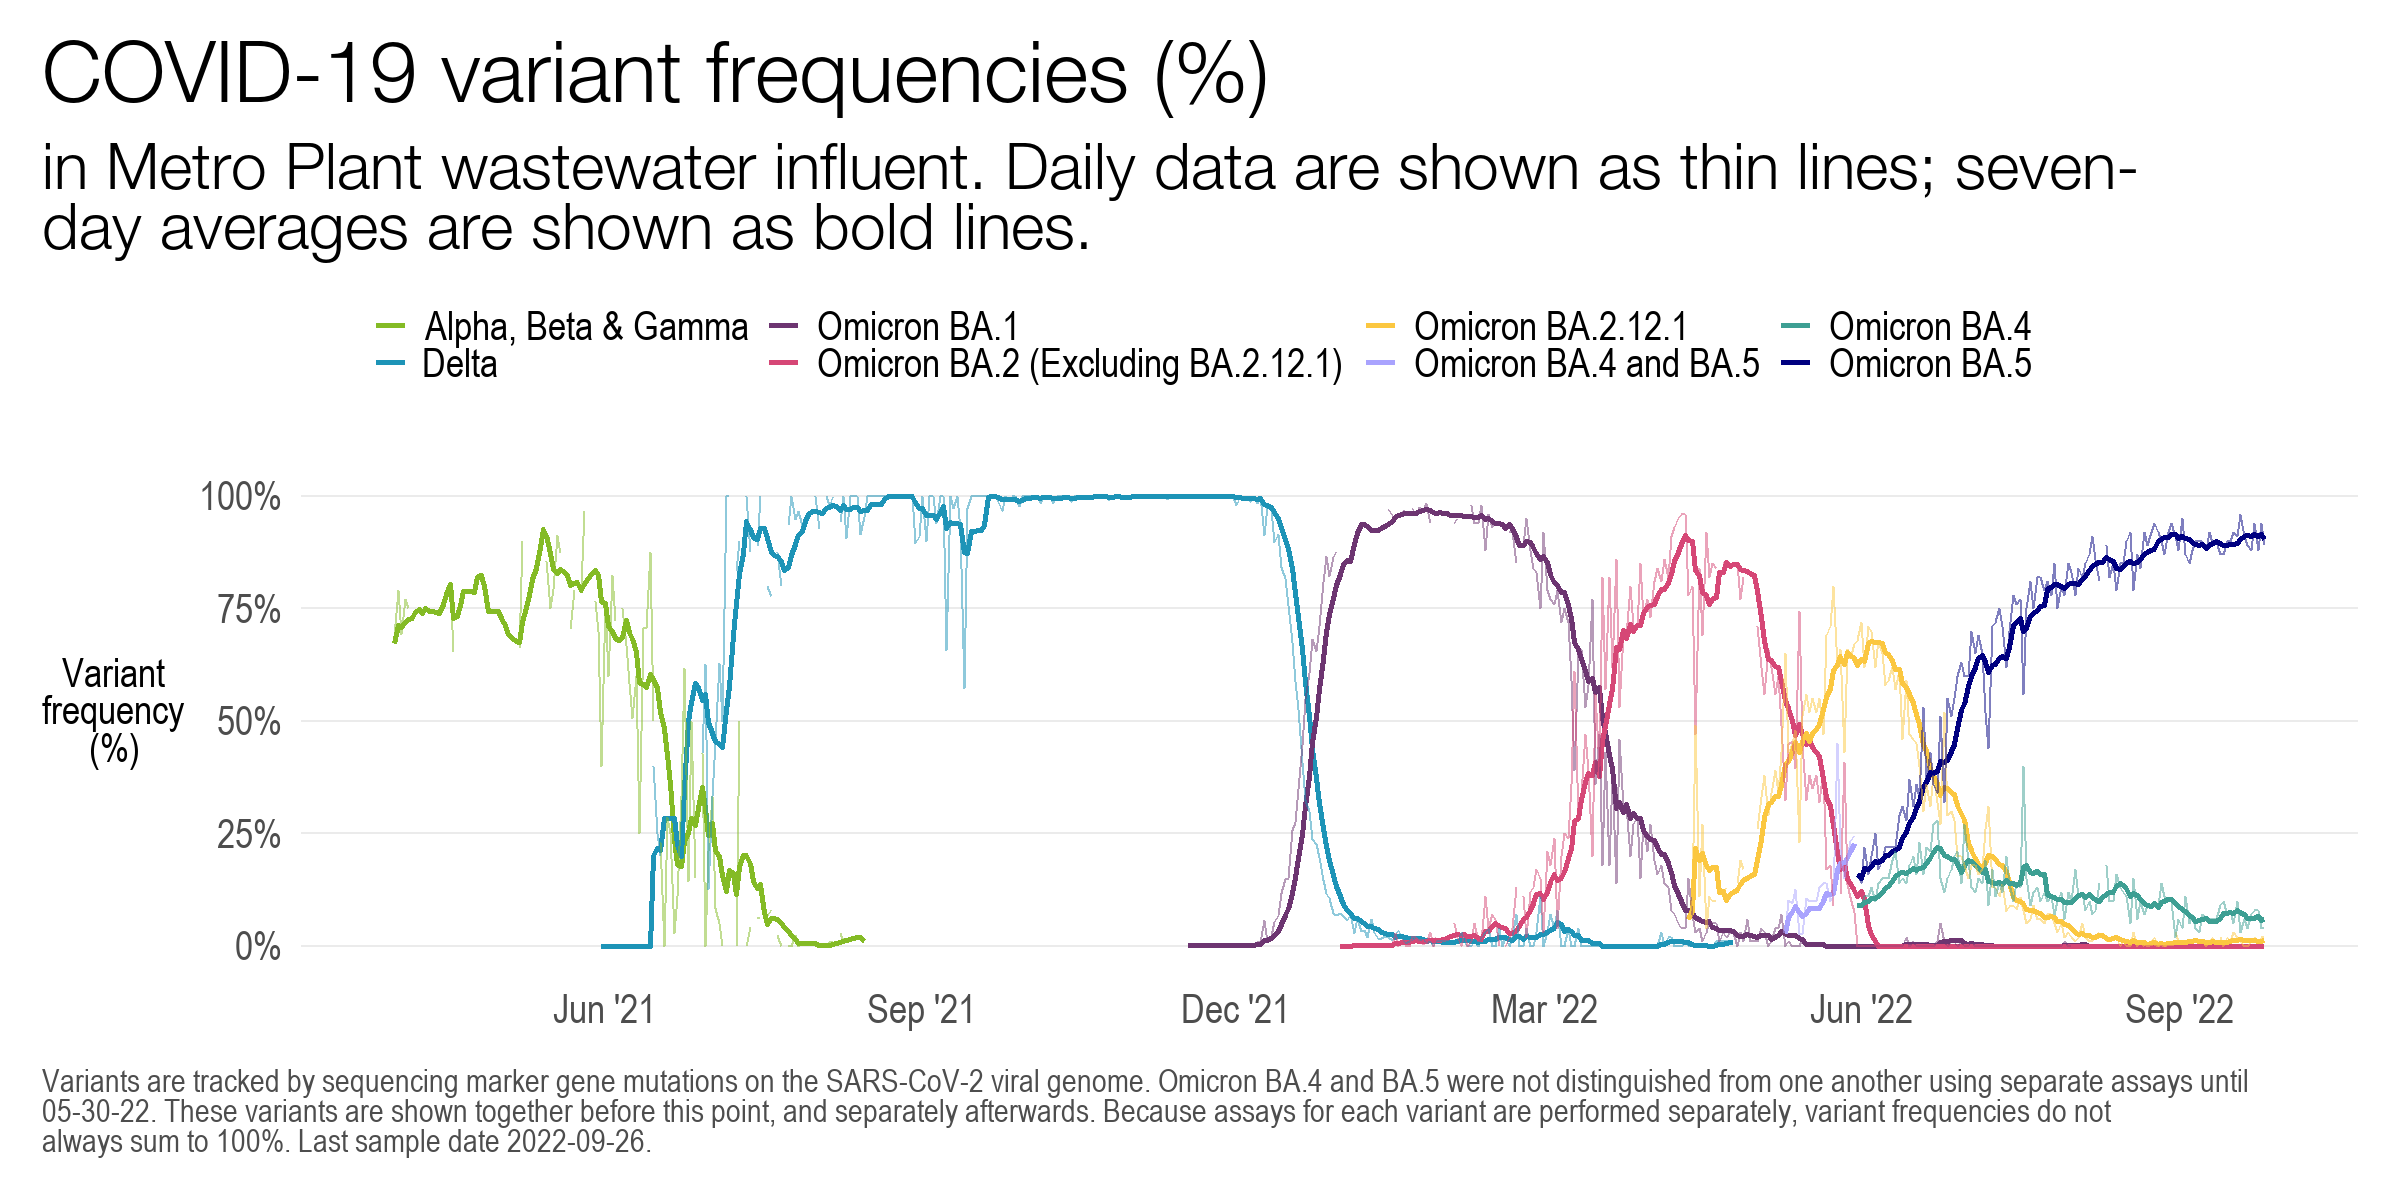 COVID-19 variant frequencies (%)
in Metro Plant wastewater influent. Daily data are shown as thin lines; seven-
day averages are shown as bold lines.
Alpha, Beta & Gamma
Omicron BA.1
Omicron BA.2.12.1
Omicron BA.4
Delta
Omicron BA.2 (Excluding BA.2.12.1)
Omicron BA.4 and BA.5
Omicron BA.5
100%
75%
50%
25%
0%
Variant
frequency
(%)
Jun '21
Sep '21
Dec '21
Mar '22
Jun '22
Sep '22
Variants are tracked by sequencing marker gene mutations on the SARS-CoV-2 viral genome. Omicron BA.4 and BA.5 were not distinguished from one another using separate assays until
05-30-22. These variants are shown together before this point, and separately afterwards. Because assays for each variant are performed separately, variant frequencies do not
always sum to 100%. Last sample date 2022-09-26.